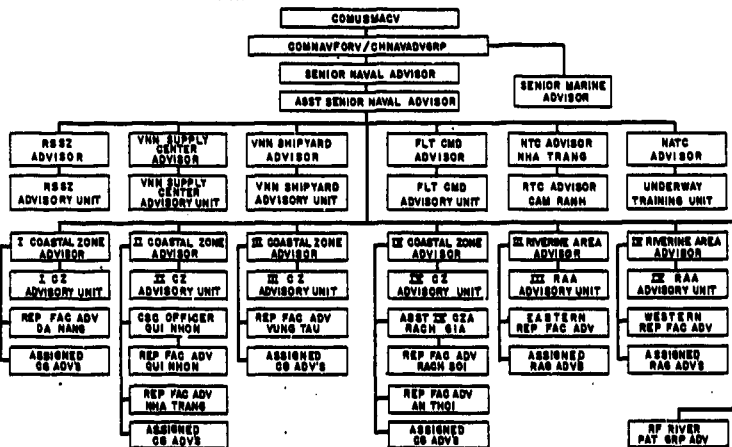 COMUSMACV
COMNAVFORV/CHNAVADVGRP
SENIOR NAVAL ADVISOR
SENIOR MARINE
ADVISOR
ASST SENIOR NAVAL ADVISOR
RSSZ
ADVISOR
VNN SUPPLY
CENTER
ADVISOR
VNN SHIPYARD
ADVISOR
FLT CMD
ADVISOR
NTC ADVISOR
NHA TRANG
NATC
ADVISOR
RSSZ
ADVISORY UNIT
VNN SUPPLY
CENTER
ADVISORY UNIT
VNN SHIPYARD
ADVISORY UNIT
FLT CMD
ADVISORY UNIT
RTC ADVISOR
CAM RANH
UNDERWAY
TRAINING UNIT
I COASTAL ZONE
ADVISOR
II COASTAL ZONE
ADVISOR
III COASTAL ZONE
ADVISOR
IV COASTAL ZONE
ADVISOR
III RIVERINE AREA
ADVISOR
IV RIVERINE AREA
ADVISOR
I CZ
ADVISORY UNIT
II CZ
ADVISORY UNIT
III CZ
ADVISORY UNIT
IV CZ
ADVISORY UNIT
III RAA
ADVISORY UNIT
IV RAA
ADVISORY UNIT
REP FAC ADV
DA NANG
CSC OFFICER
QUI NHON
REP FAC ADV
VUNG TAU
ASST IV CZA
RACH GIA
EASTERN
REP FAC ADV
WESTERN
REP FAC ADV
ASSIGNED
CG ADV'S
REP FAC ADV
QUI NHON
ASSIGNED
CG ADV'S
REP FAC ADV
RACH SOI
ASSIGNED
RAG ADVS
ASSIGNED
RAG ADV'S
REP FAC ADV
NHA TRANG
REP FAC ADV
AN THOI
ASSIGNED
CG ADV'S
ASSIGNED
CG ADV'S
RF RIVER
PAT GRP ADV